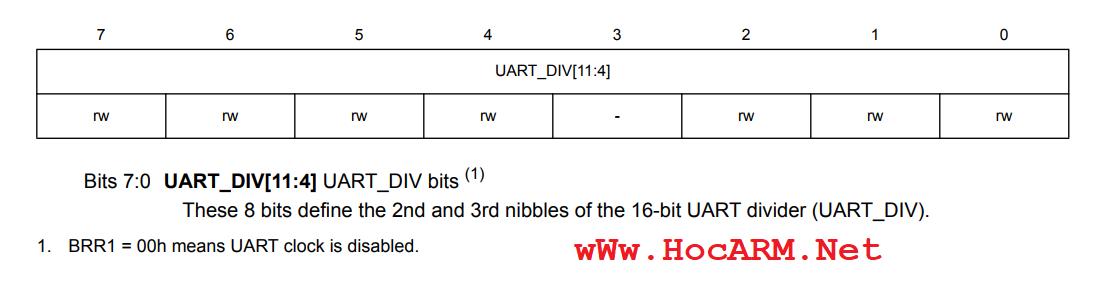 7 6 5 4 3 2 1 0
UART_DIV[11:4]
rw rw rw rw - rw rw rw
Bits 7:0 UART_DIV[11:4] UART_DIV bits (1)
These 8 bits define the 2nd and 3rd nibbles of the 16-bit UART divider (UART_DIV).
1. BRR1 = 00h means UART clock is disabled.
wWw.HocARM.Net